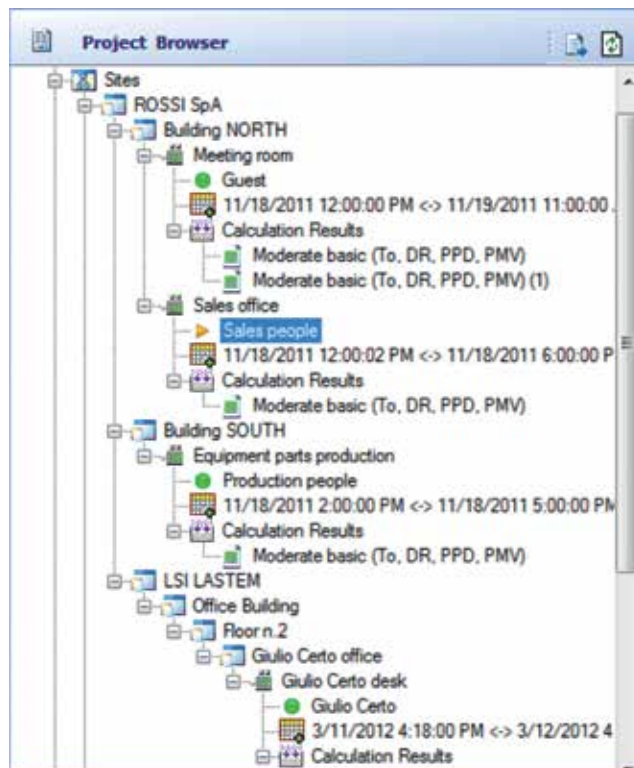 Project Browser
Sites
ROSSI SpA
Building NORTH
Meeting room
Guest
11/18/2011 12:00:00 PM <-> 11/19/2011 11:00:00 .
Calculation Results
Moderate basic (To, DR, PPD, PMV)
Moderate basic (To, DR, PPD, PMV) (1)
Sales office
Sales people
11/18/2011 12:00:02 PM <-> 11/18/2011 6:00:00 P
Calculation Results
Moderate basic (To, DR, PPD, PMV)
Building SOUTH
Equipment parts production
Production people
11/18/2011 2:00:00 PM <-> 11/18/2011 5:00:00 PM
Calculation Results
Moderate basic (To, DR, PPD, PMV)
LSI LASTEM
Office Building
Floor n.2
Giulio Certo office
Giulio Certo desk
Giulio Certo
3/11/2012 4:18:00 PM <-> 3/12/2012 4
Calculation Results